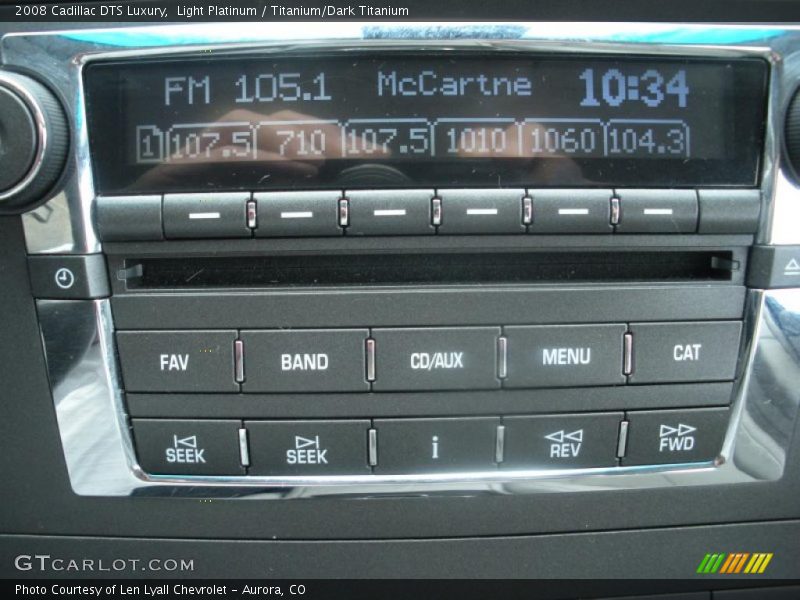 2008 Cadillac DTS Luxury,  Light Platinum / Titanium/Dark Titanium
FM 105.1 McCartne 10:34
1 107.5 710 107.5 1010 1060 104.3
FAV BAND CD/AUX MENU CAT
SEEK SEEK i REV FWD
GTCARLOT.COM
Photo Courtesy of Len Lyall Chevrolet - Aurora, CO